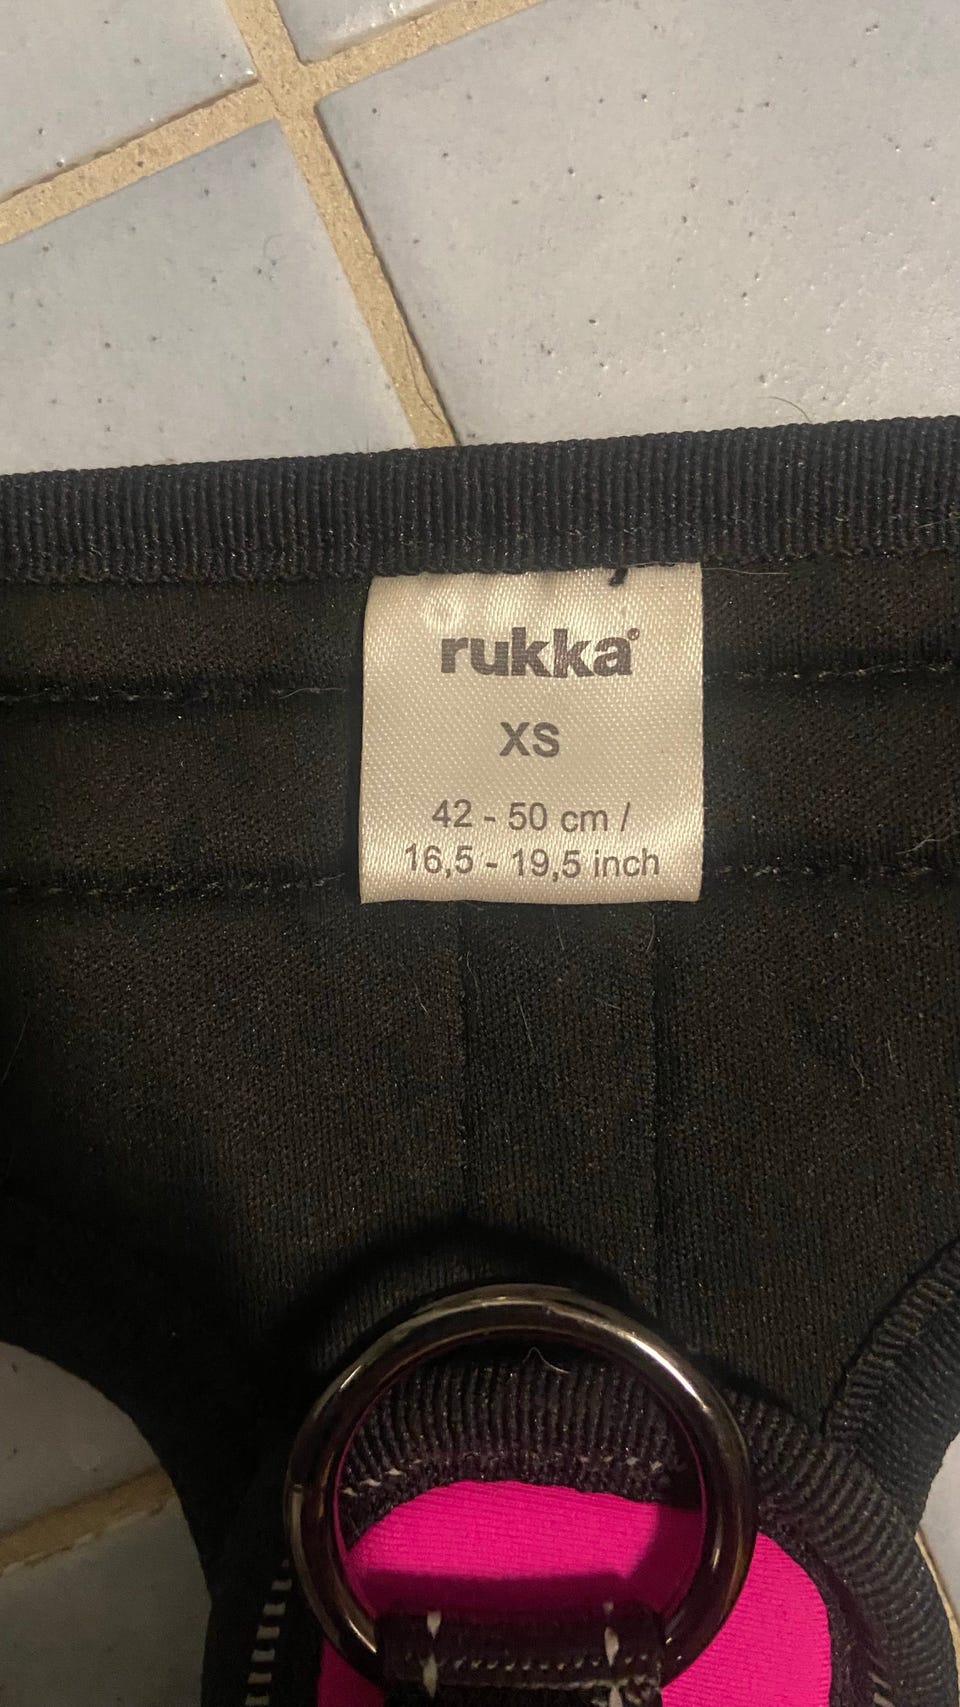 rukka®
XS
42 - 50 cm /
16,5 - 19,5 inch